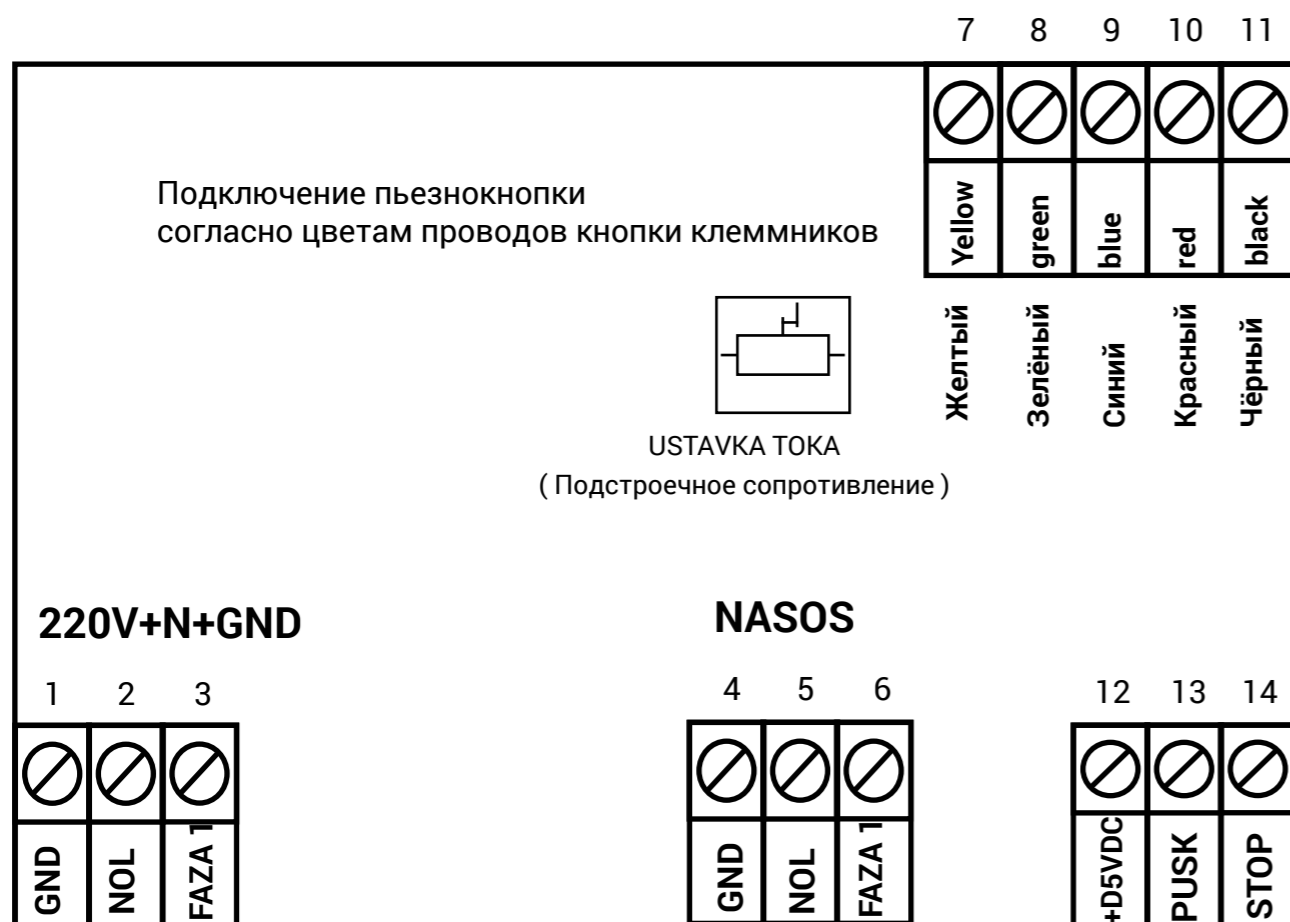 7 8 9 10 11
Yellow green blue red black
Подключение пьезнокнопки
согласно цветам проводов кнопки клеммников
Желтый Зелёный Синий Красный Чёрный
USTAVKA TOKA
( Подстроечное сопротивление )
220V+N+GND
NASOS
1 2 3
4 5 6
12 13 14
GND NOL FAZA 1
GND NOL FAZA 1
+D5VDC PUSK STOP